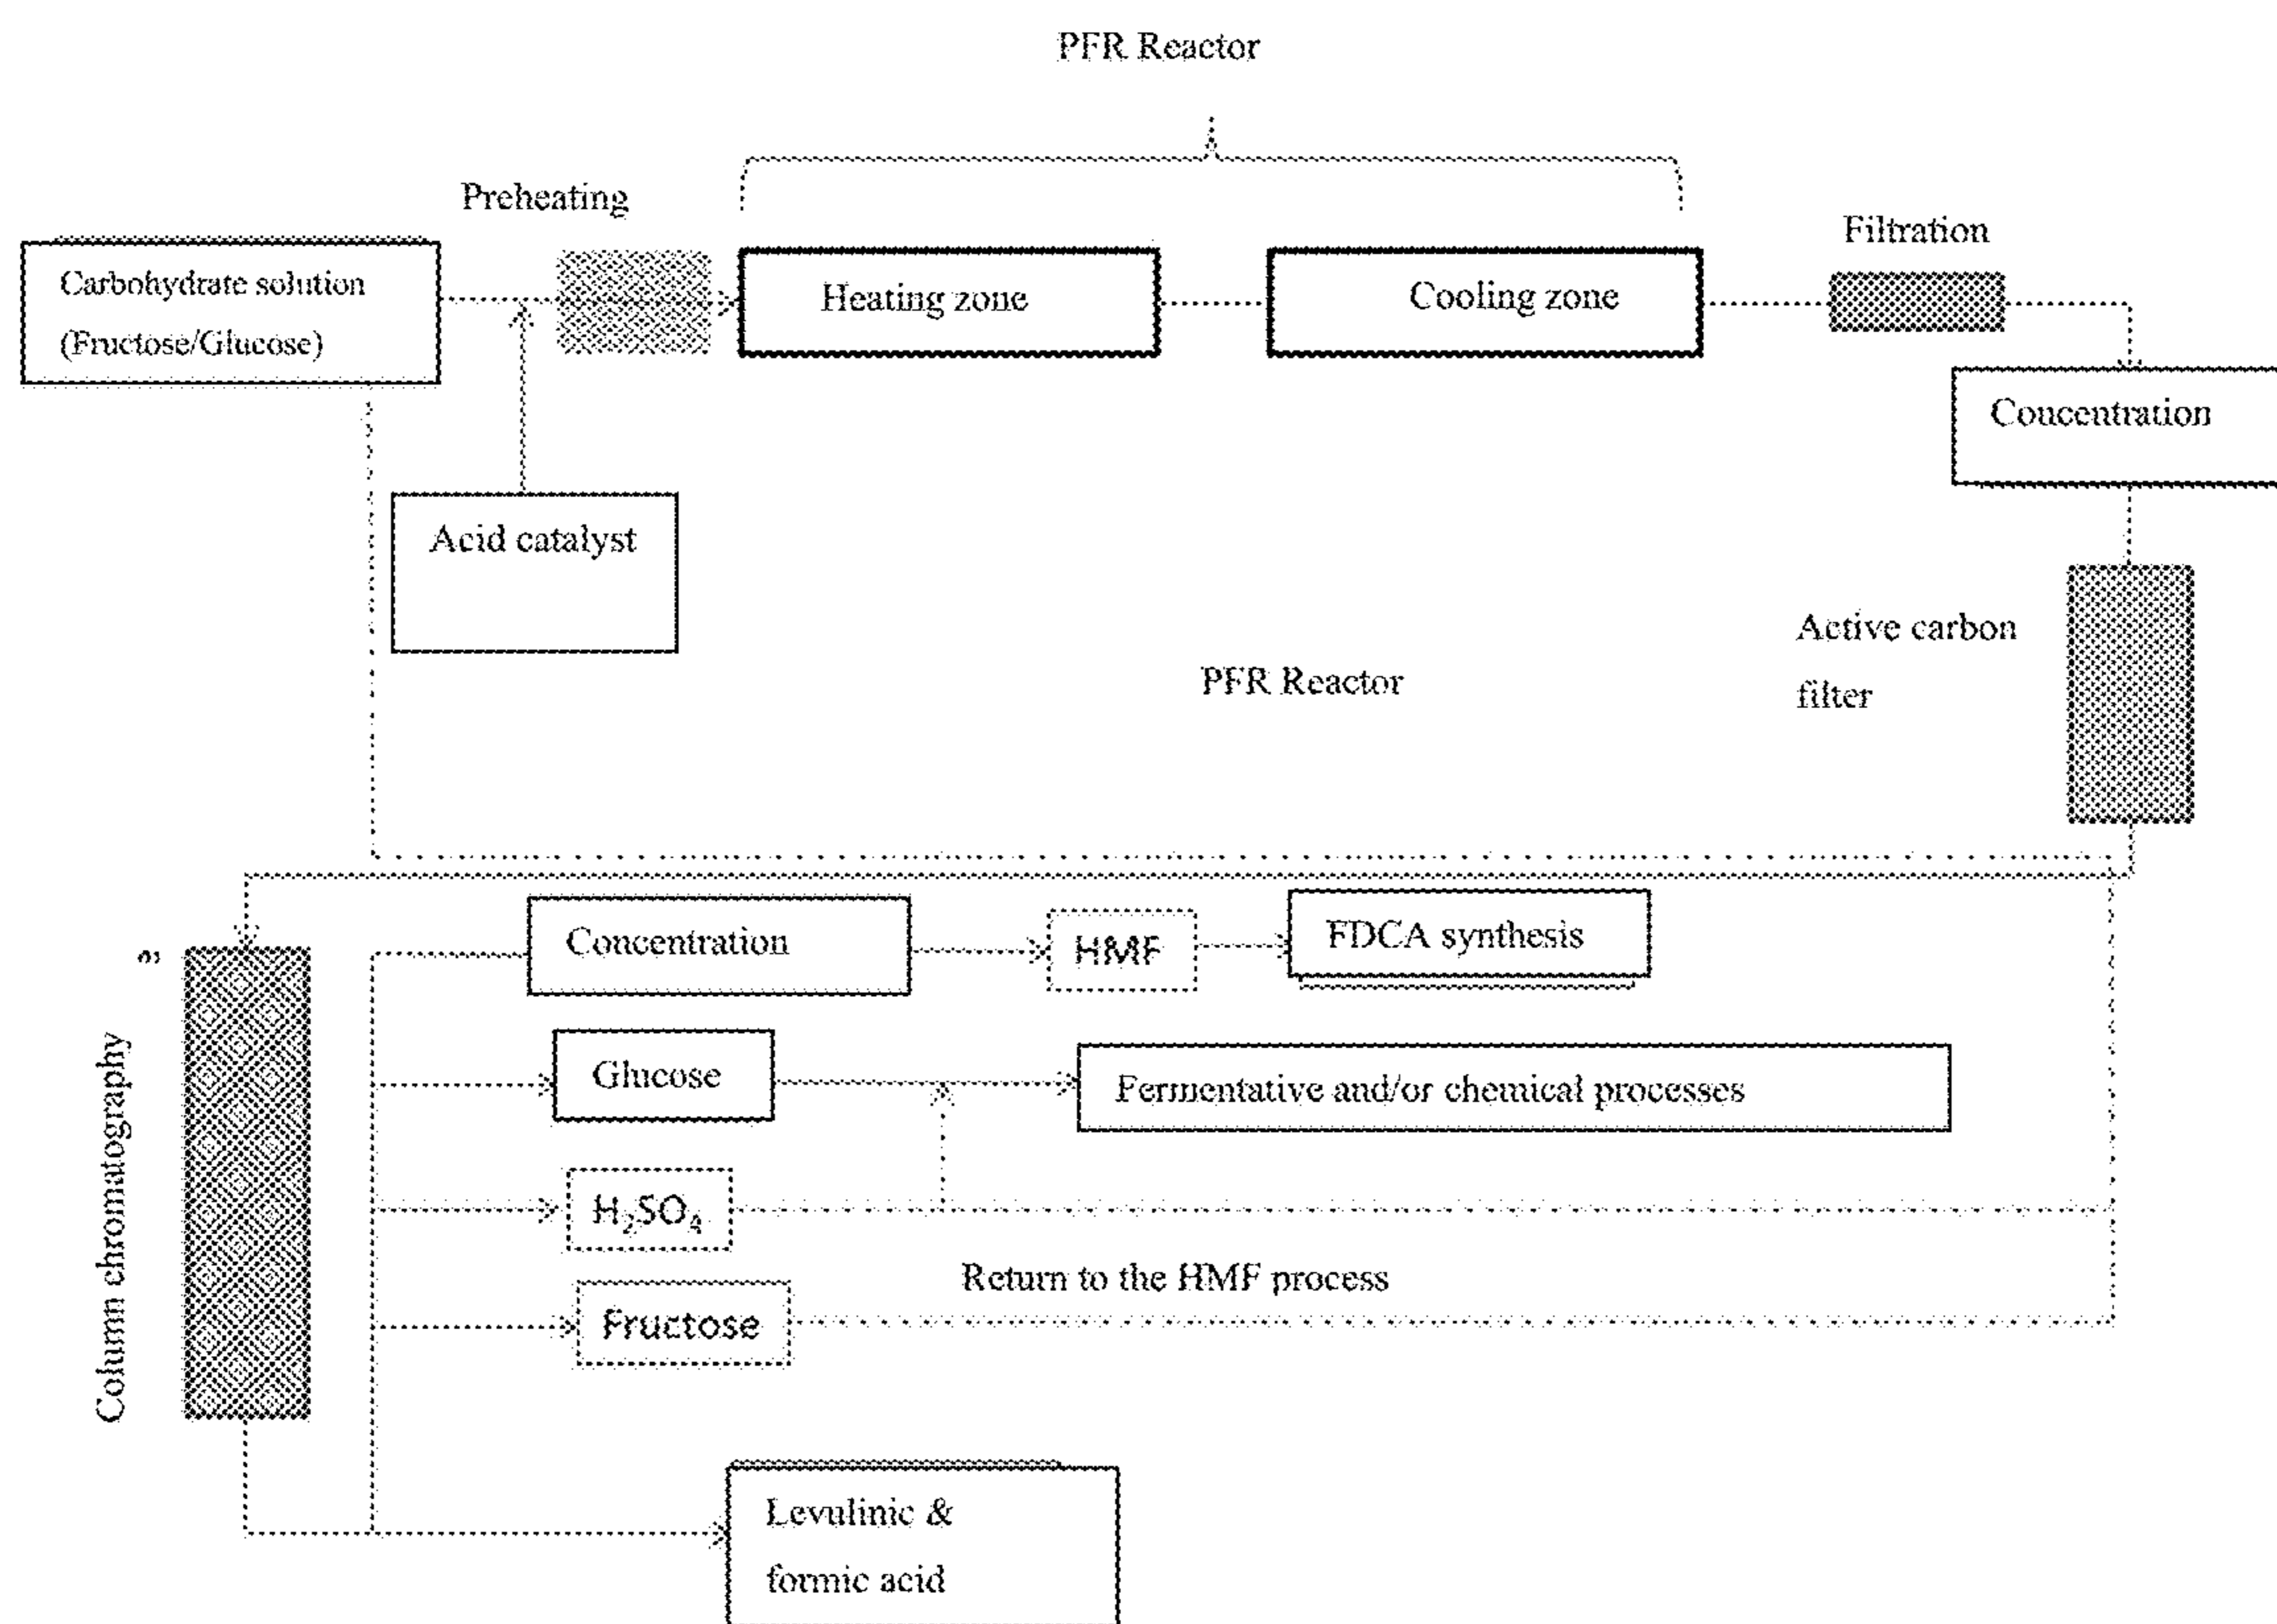 PFR Reactor
Preheating
Filtration
Carbohydrate solution
(Fructose/Glucose)
Heating zone
Cooling zone
Concentration
Acid catalyst
Active carbon
filter
PFR Reactor
Column chromatography
Concentration
HMF
FDCA synthesis
Glucose
Fermentative and/or chemical processes
H₂SO₄
Return to the HMF process
Fructose
Levulinic &
formic acid